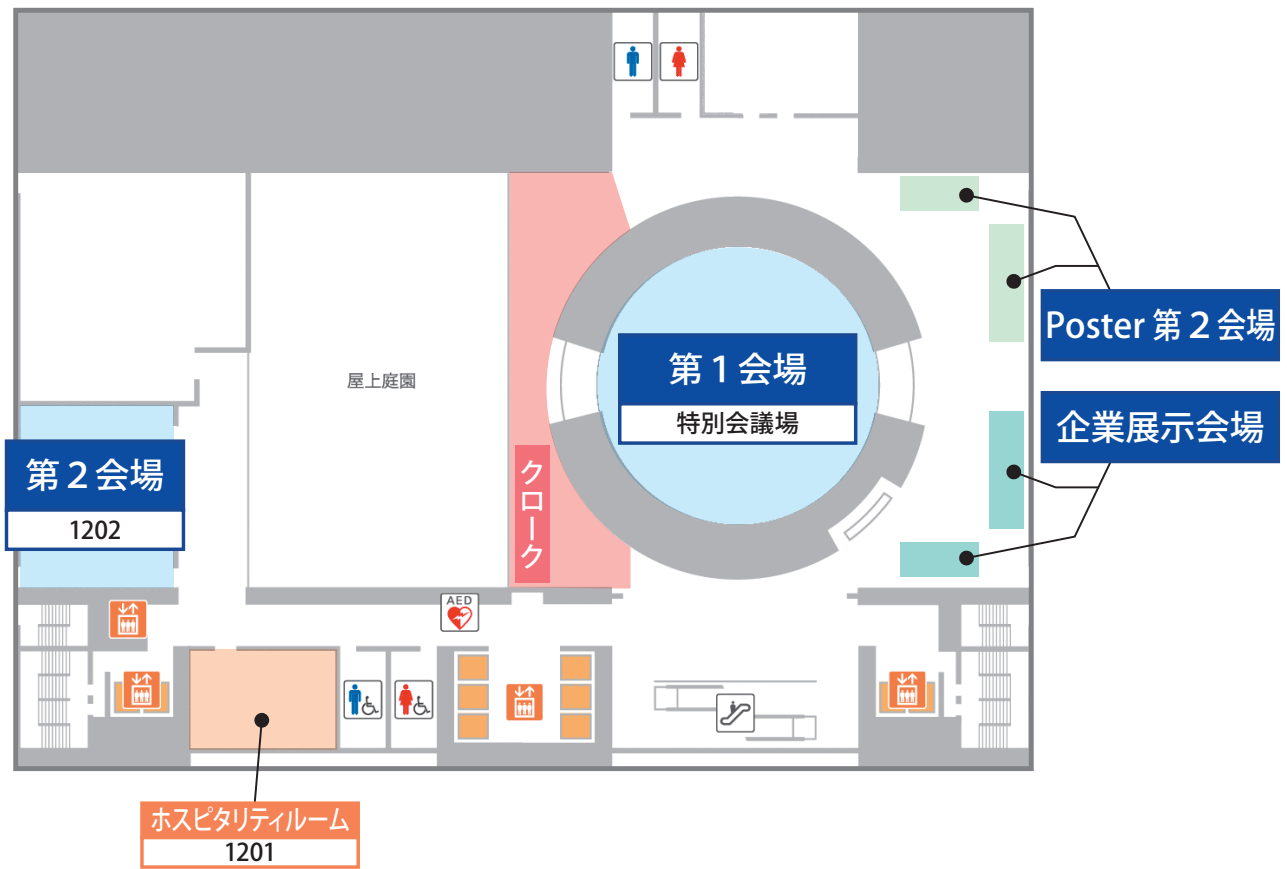 Poster 第２会場
第１会場
特別会議場
屋上庭園
企業展示会場
第２会場
1202
クローク
AED
ホスピタリティルーム
1201